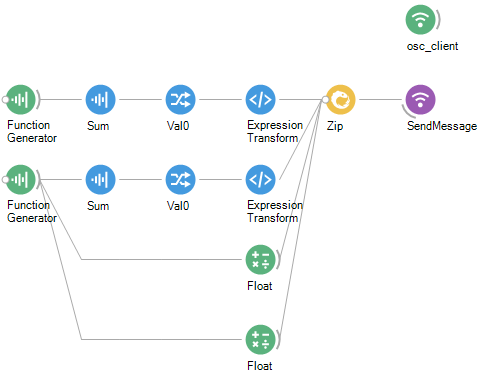 osc_client
Function
Generator
Sum
Val0
Expression
Transform
Zip
SendMessage
Function
Generator
Sum
Val0
Expression
Transform
Float
Float